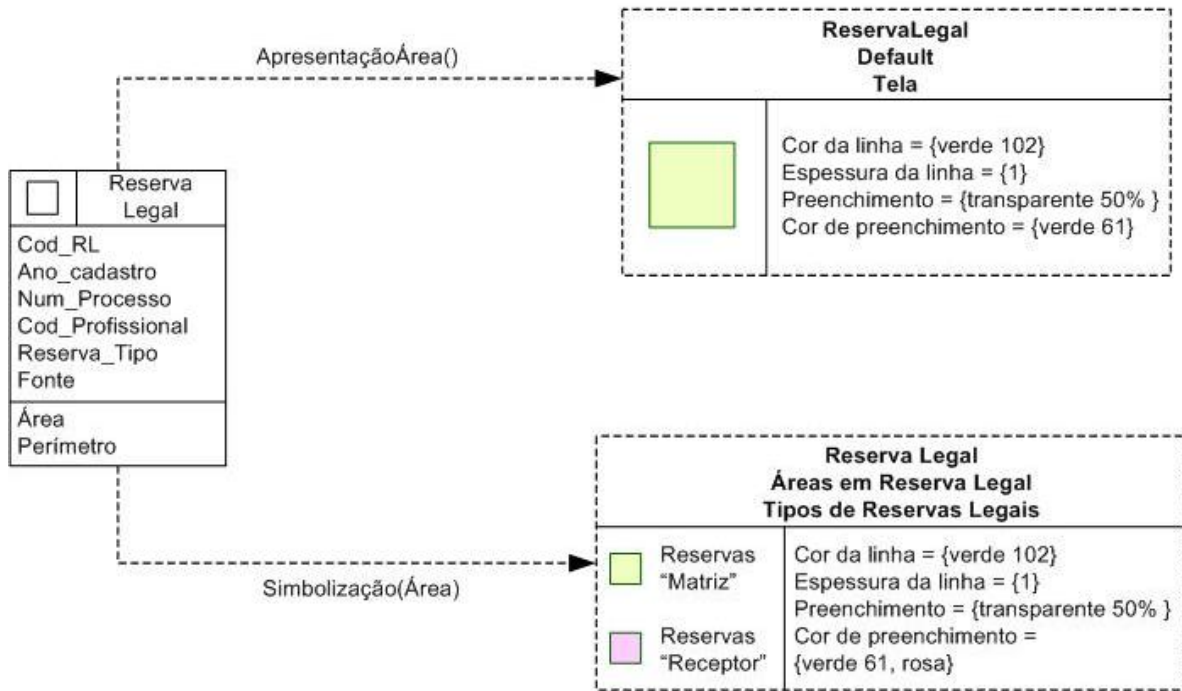 ApresentaçãoÁrea()
ReservaLegal
Default
Tela
Cor da linha = {verde 102}
Espessura da linha = {1}
Preenchimento = {transparente 50% }
Cor de preenchimento = {verde 61}
Reserva
Legal
Cod_RL
Ano_cadastro
Num_Processo
Cod_Profissional
Reserva_Tipo
Fonte
Área
Perímetro
Simbolização(Área)
Reserva Legal
Áreas em Reserva Legal
Tipos de Reservas Legais
Reservas
“Matriz”
Reservas
“Receptor”
Cor da linha = {verde 102}
Espessura da linha = {1}
Preenchimento = {transparente 50% }
Cor de preenchimento =
{verde 61, rosa}